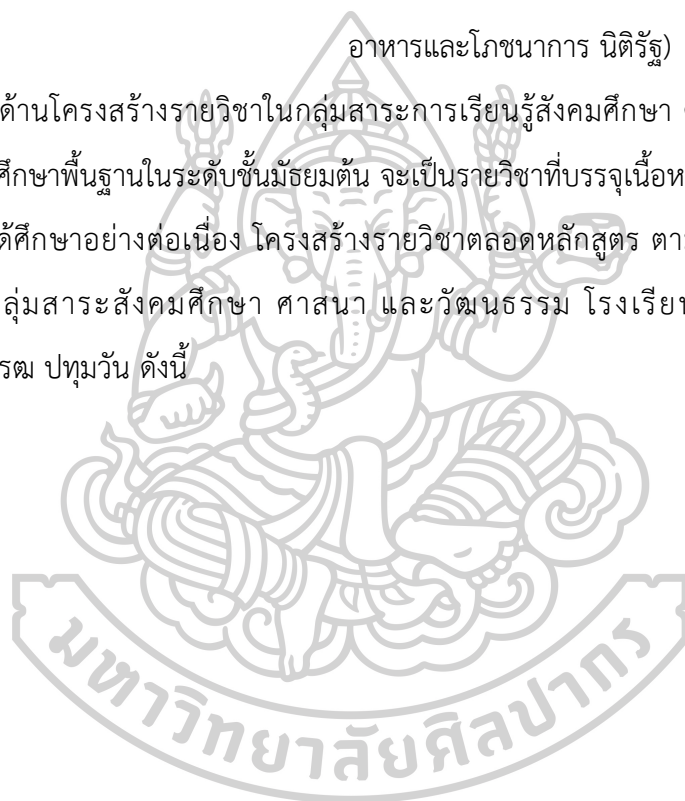 อาหารและโภชนาการ นิติรัฐ)
ด้านโครงสร้างรายวิชาในกลุ่มสาระการเรียนรู้สังคมศึกษา
ศึกษาพื้นฐานในระดับชั้นมัธยมต้น จะเป็นรายวิชาที่บรรจุเนื้อห
ด้ศึกษาอย่างต่อเนื่อง โครงสร้างรายวิชาตลอดหลักสูตร
ลุ่มสาระสังคมศึกษา ศาสนา และวัฒนธรรม โรงเรียน
รฒ ปทุมวัน ดังนี้
มหาวิทยาลัยศิลปากร